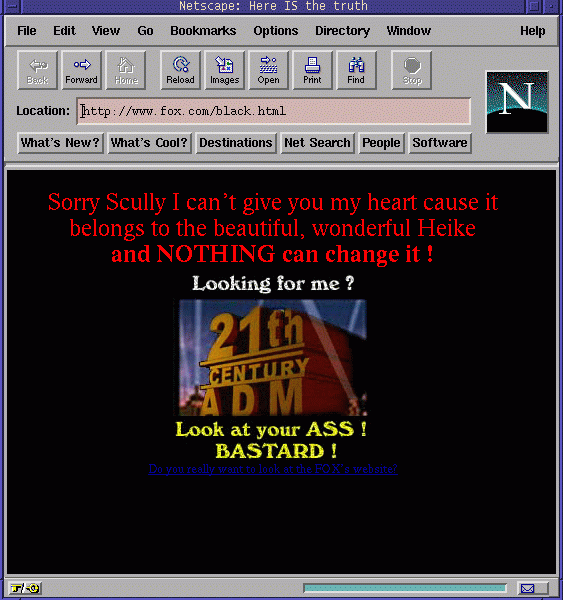 Netscape: Here IS the truth
File Edit View Go Bookmarks Options Directory Window Help
Back Forward Home Reload Images Open Print Find Stop
Location: http://www.fox.com/black.html
N
What's New? What's Cool? Destinations Net Search People Software
Sorry Scully I can't give you my heart cause it
belongs to the beautiful, wonderful Heike
and NOTHING can change it !
Looking for me ?
21th
CENTURY
ADM
Look at your ASS !
BASTARD !
Do you really want to look at the FOX's website?